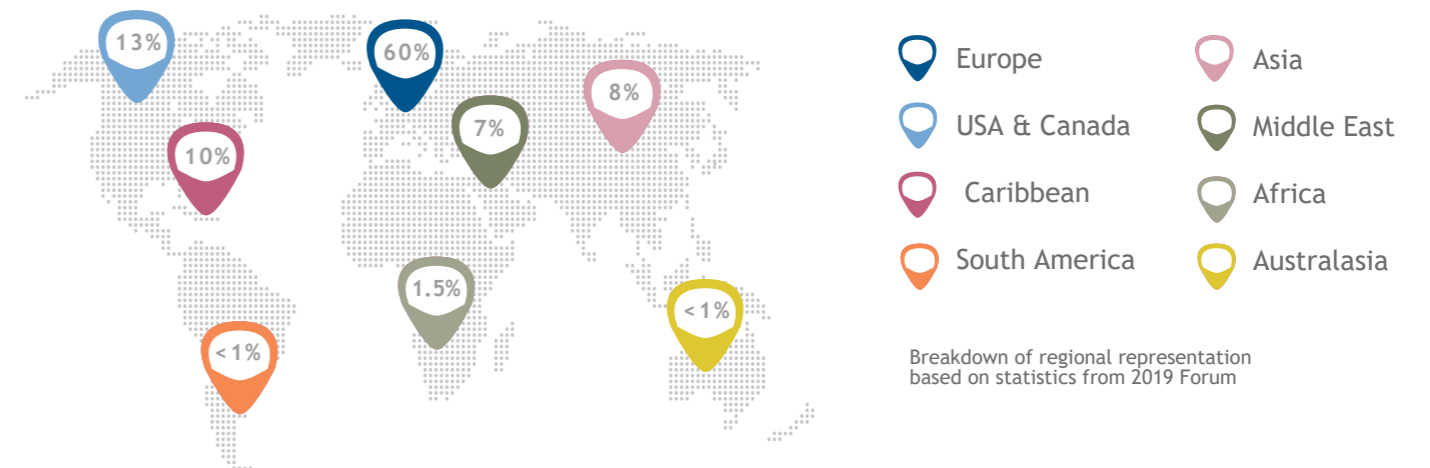 13%
60%
8%
7%
10%
1.5%
<1%
<1%
Europe
Asia
USA & Canada
Middle East
Caribbean
Africa
South America
Australasia
Breakdown of regional representation
based on statistics from 2019 Forum